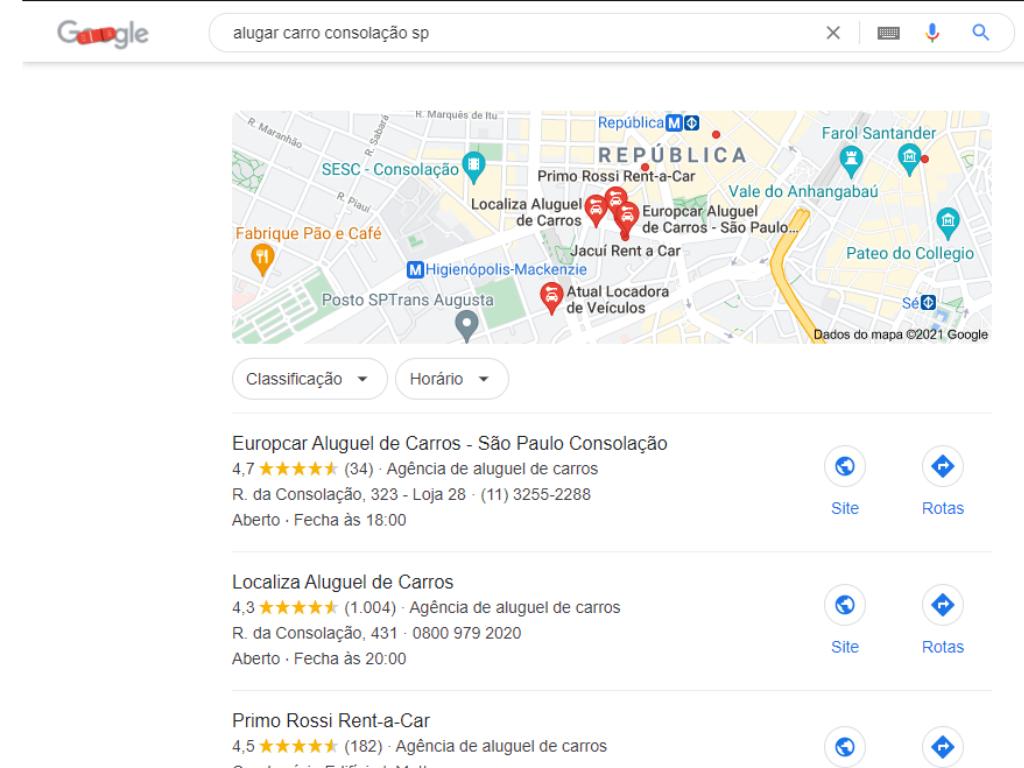 Google
alugar carro consolação sp
R. Marquês de Itu
R. Maranhão
R. Sabará
República
Farol Santander
REPÚBLICA
SESC - Consolação
Primo Rossi Rent-a-Car
Vale do Anhangabaú
R. Piauí
Localiza Aluguel
de Carros
Europcar Aluguel
de Carros - São Paulo...
Fabrique Pão e Café
Jacuí Rent a Car
Pateo do Collegio
Higienópolis-Mackenzie
Posto SPTrans Augusta
Atual Locadora
de Veículos
Sé
Dados do mapa ©2021 Google
Classificação
Horário
Europcar Aluguel de Carros - São Paulo Consolação
4,7 (34) · Agência de aluguel de carros
R. da Consolação, 323 - Loja 28 · (11) 3255-2288
Aberto · Fecha às 18:00
Site
Rotas
Localiza Aluguel de Carros
4,3 (1.004) · Agência de aluguel de carros
R. da Consolação, 431 · 0800 979 2020
Aberto · Fecha às 20:00
Site
Rotas
Primo Rossi Rent-a-Car
4,5 (182) · Agência de aluguel de carros